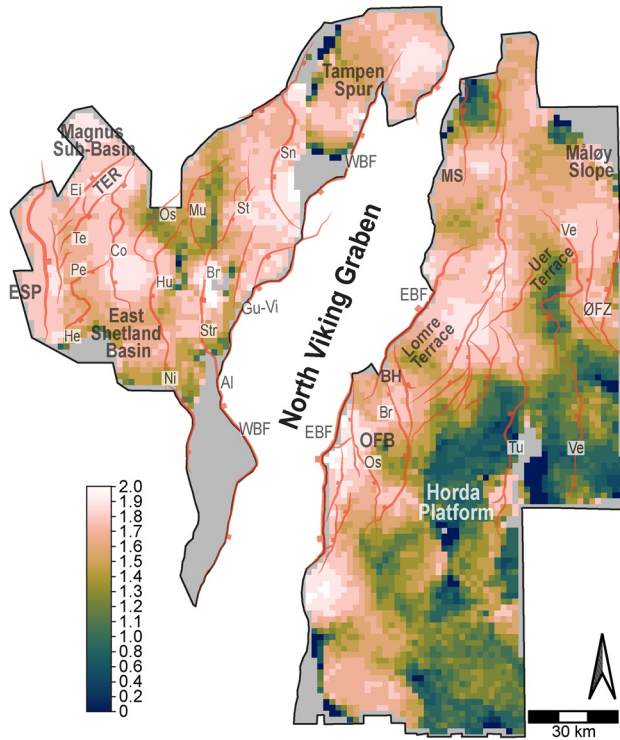 Tampen
Spur
Magnus
Sub-Basin
Måløy
Slope
Sn
WBF
MS
Ei
TER
Os
Mu
St
Te
Co
Ve
Uer
Terrace
Pe
Hu
Br
ESP
Gu-Vi
EBF
ØFZ
East
Shetland
Basin
He
Str
North Viking Graben
Lomre
Terrace
Ni
Al
BH
Br
WBF
EBF
OFB
Os
Tu
Ve
Horda
Platform
2.0
1.9
1.8
1.7
1.6
1.5
1.4
1.3
1.2
1.1
1.0
0.8
0.6
0.4
0.2
0
30 km